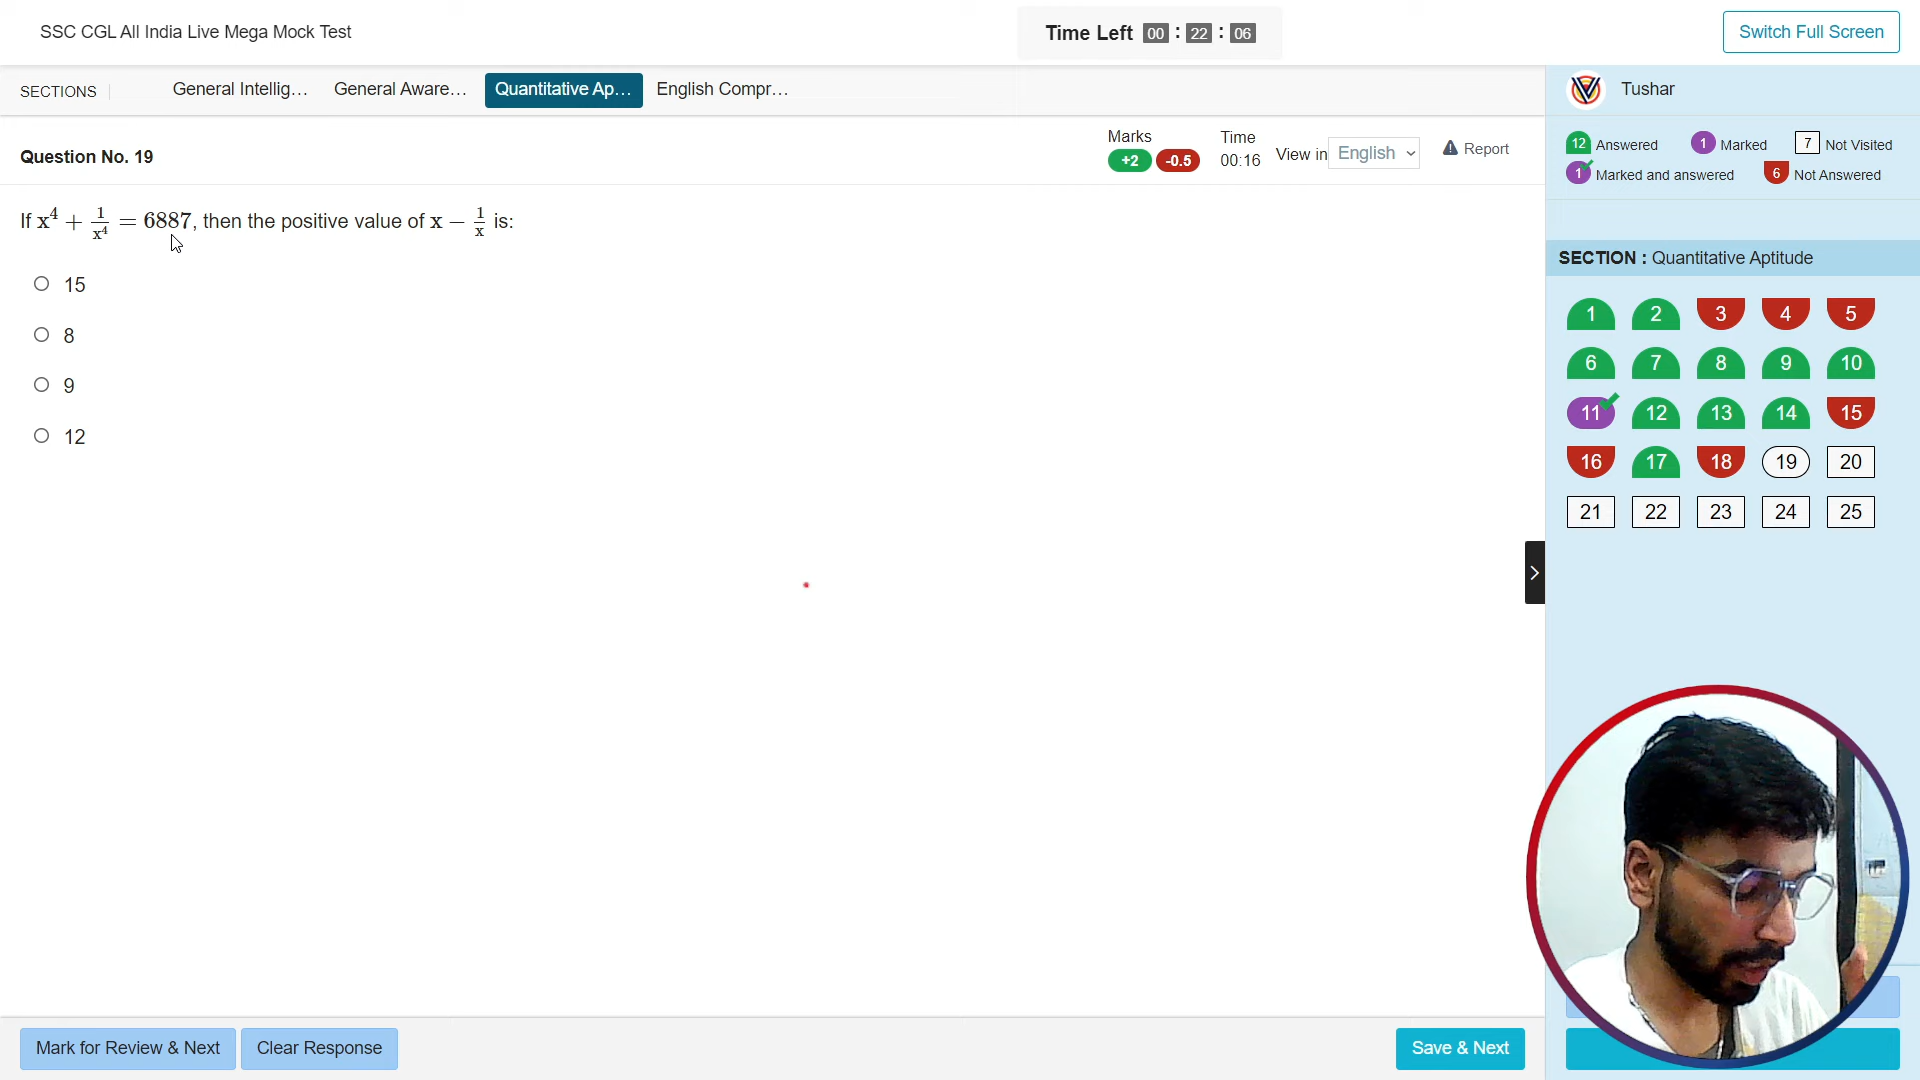 SSC CGL All India Live Mega Mock Test
Time Left 00 : 22 : 06
Switch Full Screen
SECTIONS
General Intellig...
General Aware...
Quantitative Ap...
English Compr...
Tushar
Question No. 19
Marks
+2 -0.5
Time
00:16
View in English
Report
12 Answered
1 Marked
7 Not Visited
1 Marked and answered
6 Not Answered
If x⁴ + 1/x⁴ = 6887, then the positive value of x − 1/x is:
15
8
9
12
SECTION : Quantitative Aptitude
1 2 3 4 5
6 7 8 9 10
11 12 13 14 15
16 17 18 19 20
21 22 23 24 25
Mark for Review & Next
Clear Response
Save & Next